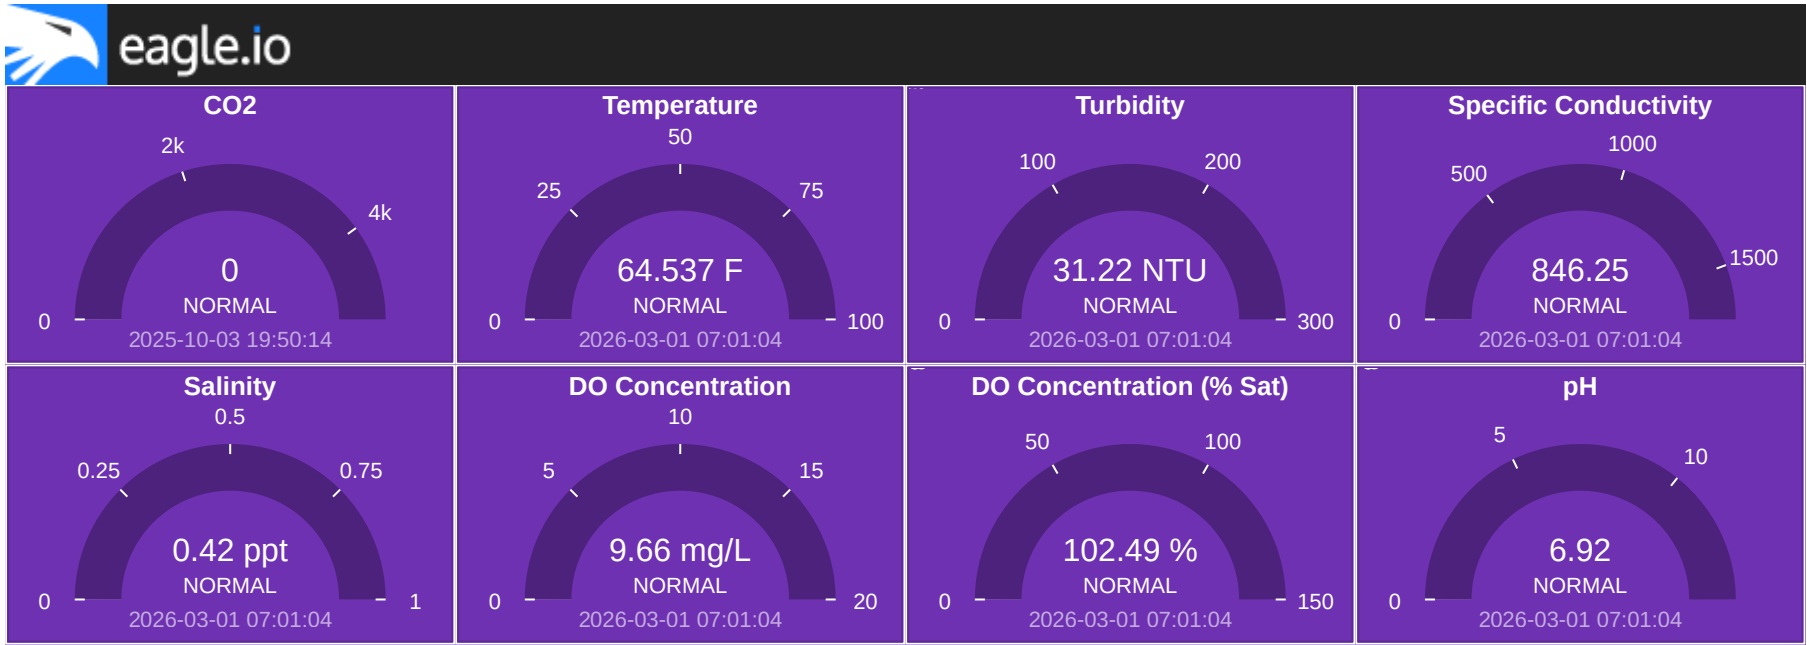 eagle.io
CO2
2k
4k
0
0
NORMAL
2025-10-03 19:50:14
Temperature
50
25
75
64.537 F
NORMAL
0
100
2026-03-01 07:01:04
Turbidity
100
200
31.22 NTU
NORMAL
0
300
2026-03-01 07:01:04
Specific Conductivity
1000
500
1500
846.25
NORMAL
0
2026-03-01 07:01:04
Salinity
0.5
0.25
0.75
0.42 ppt
NORMAL
0
1
2026-03-01 07:01:04
DO Concentration
10
5
15
9.66 mg/L
NORMAL
0
20
2026-03-01 07:01:04
DO Concentration (% Sat)
50
100
102.49 %
NORMAL
0
150
2026-03-01 07:01:04
pH
5
10
6.92
NORMAL
0
2026-03-01 07:01:04